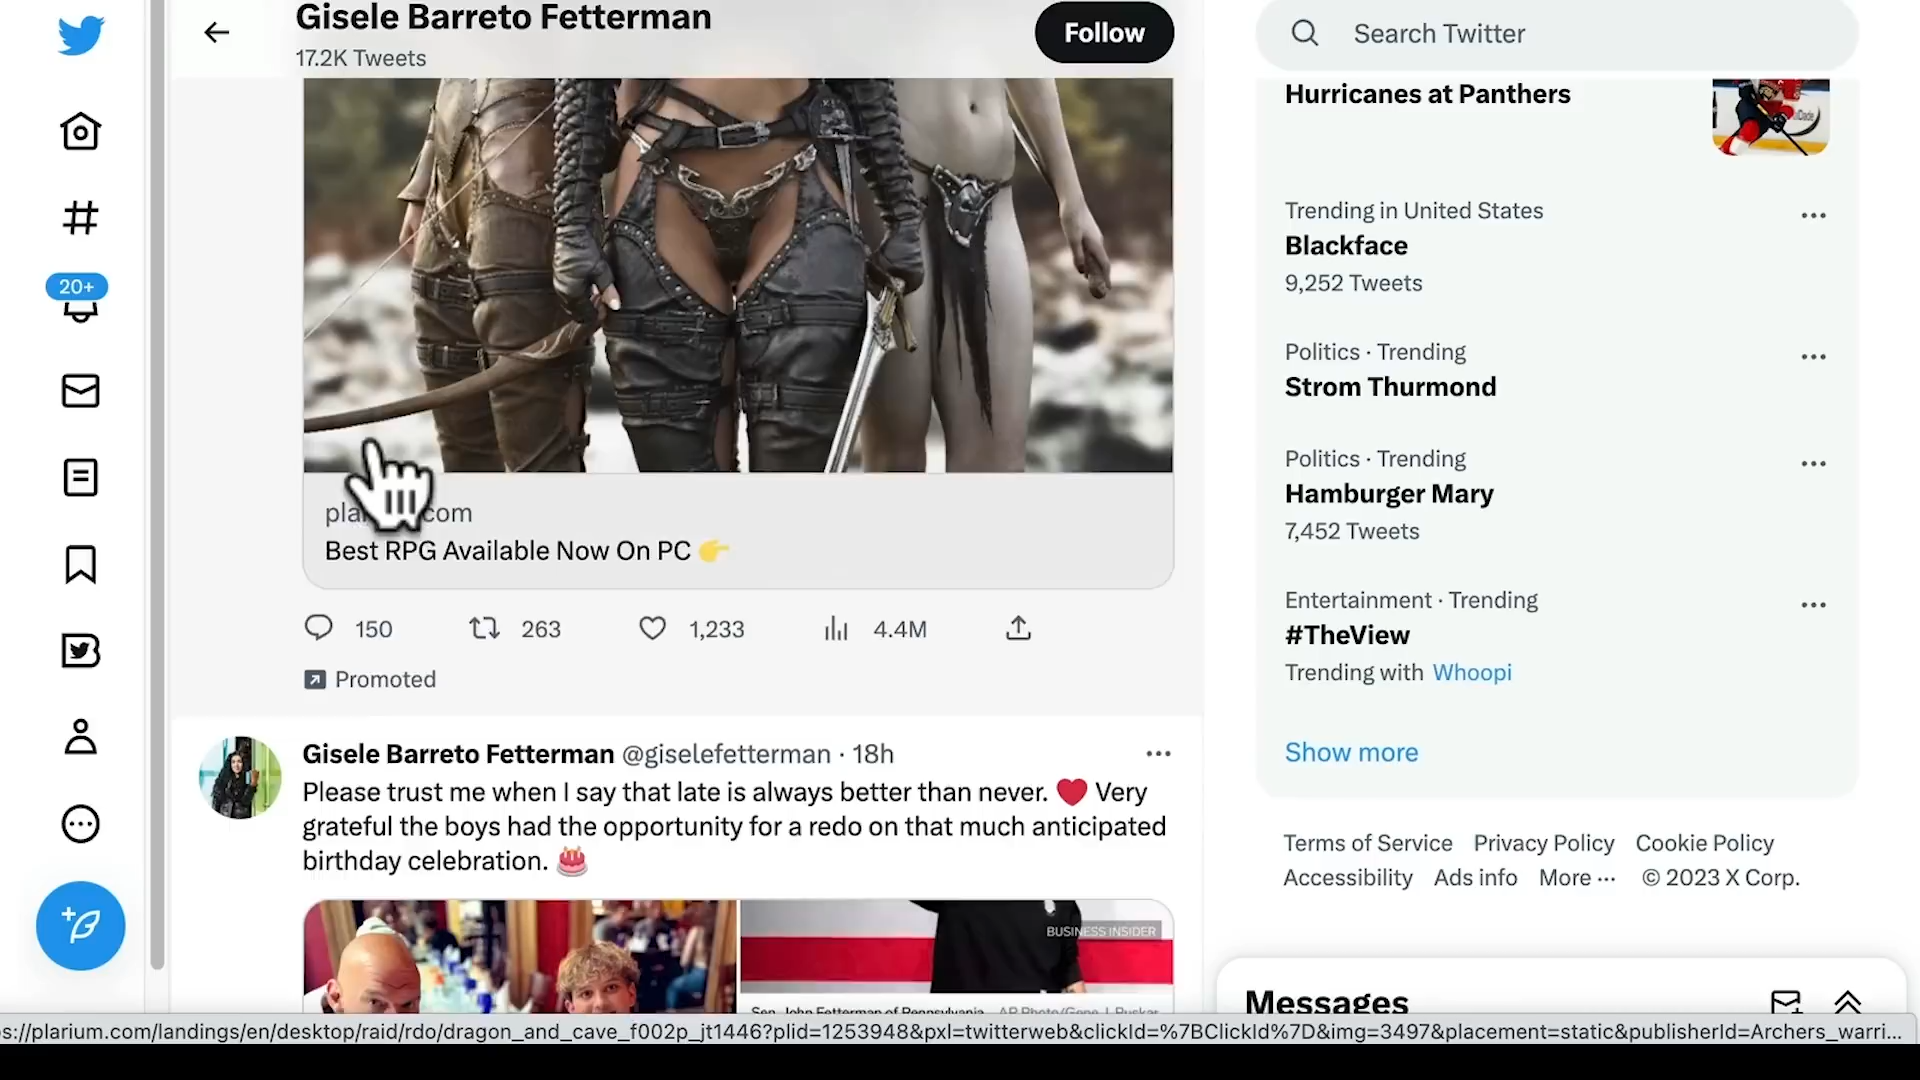 Gisele Barreto Fetterman
17.2K Tweets
Follow
Search Twitter
20+
Best RPG Available Now On PC 👉
150
263
1,233
4.4M
Promoted
Gisele Barreto Fetterman @giselefetterman · 18h
Please trust me when I say that late is always better than never. ❤️ Very
grateful the boys had the opportunity for a redo on that much anticipated
birthday celebration. 🎂
BUSINESS INSIDER
Sen. John Fetterman of Pennsylvania
Hurricanes at Panthers
Trending in United States
Blackface
9,252 Tweets
Politics · Trending
Strom Thurmond
Politics · Trending
Hamburger Mary
7,452 Tweets
Entertainment · Trending
#TheView
Trending with Whoopi
Show more
Terms of Service Privacy Policy Cookie Policy
Accessibility Ads info More ··· © 2023 X Corp.
Messages
s://plarium.com/landings/en/desktop/raid/rdo/dragon_and_cave_f002p_jt1446?plid=1253948&pxl=twitterweb&clickId=%7BClickId%7D&img=3497&placement=static&publisherId=Archers_warri...